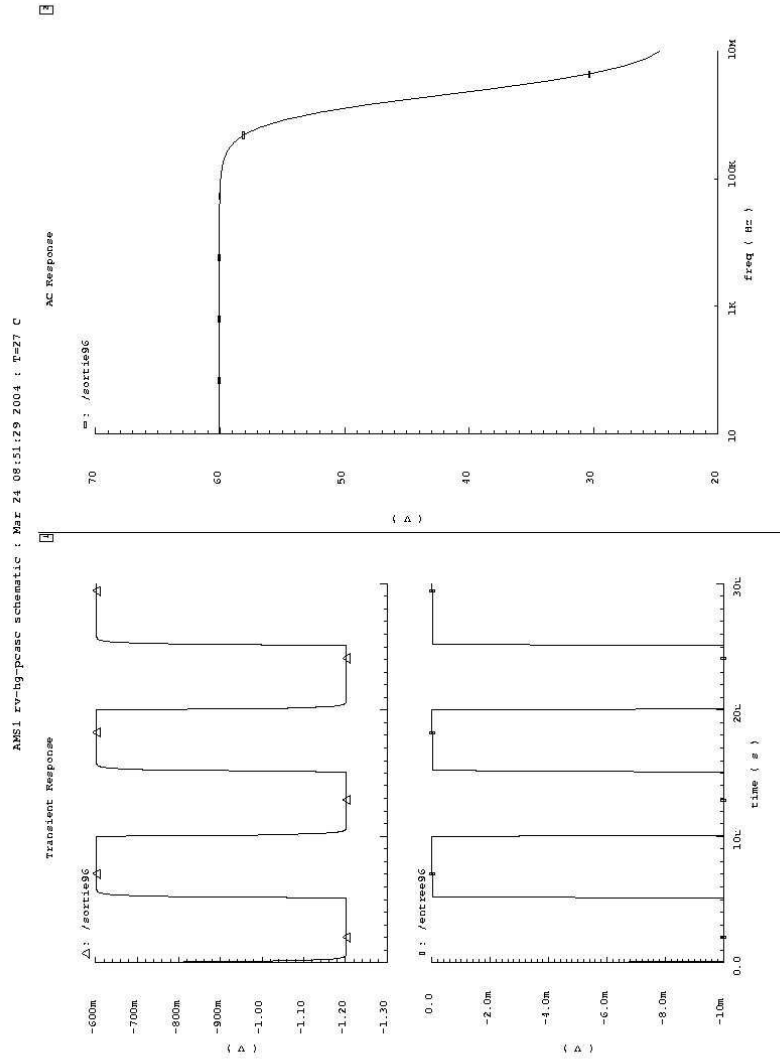 AMS1 rv-hg-pcasc schematic : Mar 24 08:51:29 2004 : T=27 C
Transient Response
1
△: /sortie96
-600m
-700m
-800m
-900m
-1.00
-1.10
-1.20
-1.30
( V )
▯: /entree96
0.0
-2.0m
-4.0m
-6.0m
-8.0m
-10m
( V )
0.0
10u
20u
30u
time ( s )
AC Response
2
▯: /sortie96
70
60
50
40
30
20
( V )
10
1K
100K
10M
freq ( Hz )